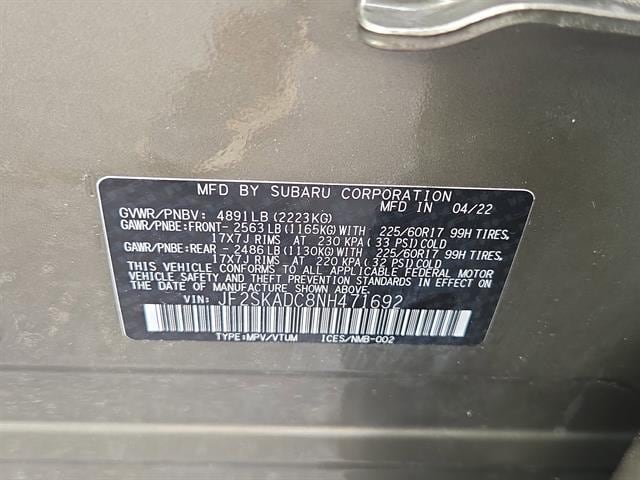 MFD BY SUBARU CORPORATION
GVWR/PNBV: 4891LB (2223KG) MFD IN 04/22
GAWR/PNBE:FRONT- 2563LB (1165KG)WITH 225/60R17 99H TIRES,
17X7J RIMS AT 230 KPA (33 PSI)COLD
GAWR/PNBE:REAR - 2486LB (1130KG)WITH 225/60R17 99H TIRES,
17X7J RIMS AT 220 KPA (32 PSI)COLD
THIS VEHICLE CONFORMS TO ALL APPLICABLE FEDERAL MOTOR
VEHICLE SAFETY AND THEFT PREVENTION STANDARDS IN EFFECT ON
THE DATE OF MANUFACTURE SHOWN ABOVE.
VIN: JF2SKADC8NH471692
TYPE:MPV/VTUM ICES/NMB-002